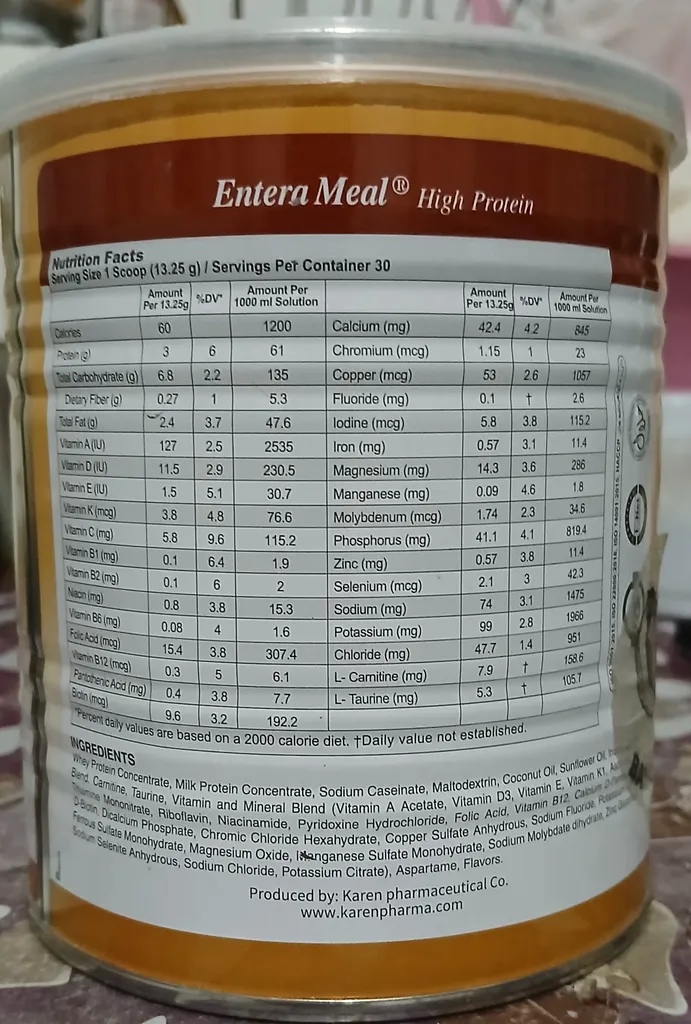 Entera Meal® High Protein
Nutrition Facts
Serving Size 1 Scoop (13.25 g) / Servings Per Container 30
Amount Per 13.25g %DV* Amount Per 1000 ml Solution Amount Per 13.25g %DV* Amount Per 1000 ml Solution
Calories 60 1200 Calcium (mg) 42.4 4.2 845
Protein (g) 3 6 61 Chromium (mcg) 1.15 1 23
Total Carbohydrate (g) 6.8 2.2 135 Copper (mcg) 53 2.6 1057
Dietary Fiber (g) 0.27 1 5.3 Fluoride (mg) 0.1 † 2.6
Total Fat (g) 2.4 3.7 47.6 Iodine (mcg) 5.8 3.8 115.2
Vitamin A (IU) 127 2.5 2535 Iron (mg) 0.57 3.1 11.4
Vitamin D (IU) 11.5 2.9 230.5 Magnesium (mg) 14.3 3.6 286
Vitamin E (IU) 1.5 5.1 30.7 Manganese (mg) 0.09 4.6 1.8
Vitamin K (mcg) 3.8 4.8 76.6 Molybdenum (mcg) 1.74 2.3 34.6
Vitamin C (mg) 5.8 9.6 115.2 Phosphorus (mg) 41.1 4.1 819.4
Vitamin B1 (mg) 0.1 6.4 1.9 Zinc (mg) 0.57 3.8 11.4
Vitamin B2 (mg) 0.1 6 2 Selenium (mcg) 2.1 3 42.3
Niacin (mg) 0.8 3.8 15.3 Sodium (mg) 74 3.1 1475
Vitamin B6 (mg) 0.08 4 1.6 Potassium (mg) 99 2.8 1966
Folic Acid (mcg) 15.4 3.8 307.4 Chloride (mg) 47.7 1.4 951
Vitamin B12 (mcg) 0.3 5 6.1 L- Carnitine (mg) 7.9 † 158.6
Pantothenic Acid (mg) 0.4 3.8 7.7 L- Taurine (mg) 5.3 † 105.7
Biotin (mcg) 9.6 3.2 192.2
*Percent daily values are based on a 2000 calorie diet. †Daily value not established.
INGREDIENTS
Whey Protein Concentrate, Milk Protein Concentrate, Sodium Caseinate, Maltodextrin, Coconut Oil, Sunflower Oil,
Blend, Carnitine, Taurine, Vitamin and Mineral Blend (Vitamin A Acetate, Vitamin D3, Vitamin E, Vitamin K1,
Thiamine Mononitrate, Riboflavin, Niacinamide, Pyridoxine Hydrochloride, Folic Acid, Vitamin B12, Calcium
D-Biotin, Dicalcium Phosphate, Chromic Chloride Hexahydrate, Copper Sulfate Anhydrous, Sodium Fluoride,
Ferrous Sulfate Monohydrate, Magnesium Oxide, Manganese Sulfate Monohydrate, Sodium Molybdate dihydrate,
Sodium Selenite Anhydrous, Sodium Chloride, Potassium Citrate), Aspartame, Flavors.
Produced by: Karen pharmaceutical Co.
www.karenpharma.com